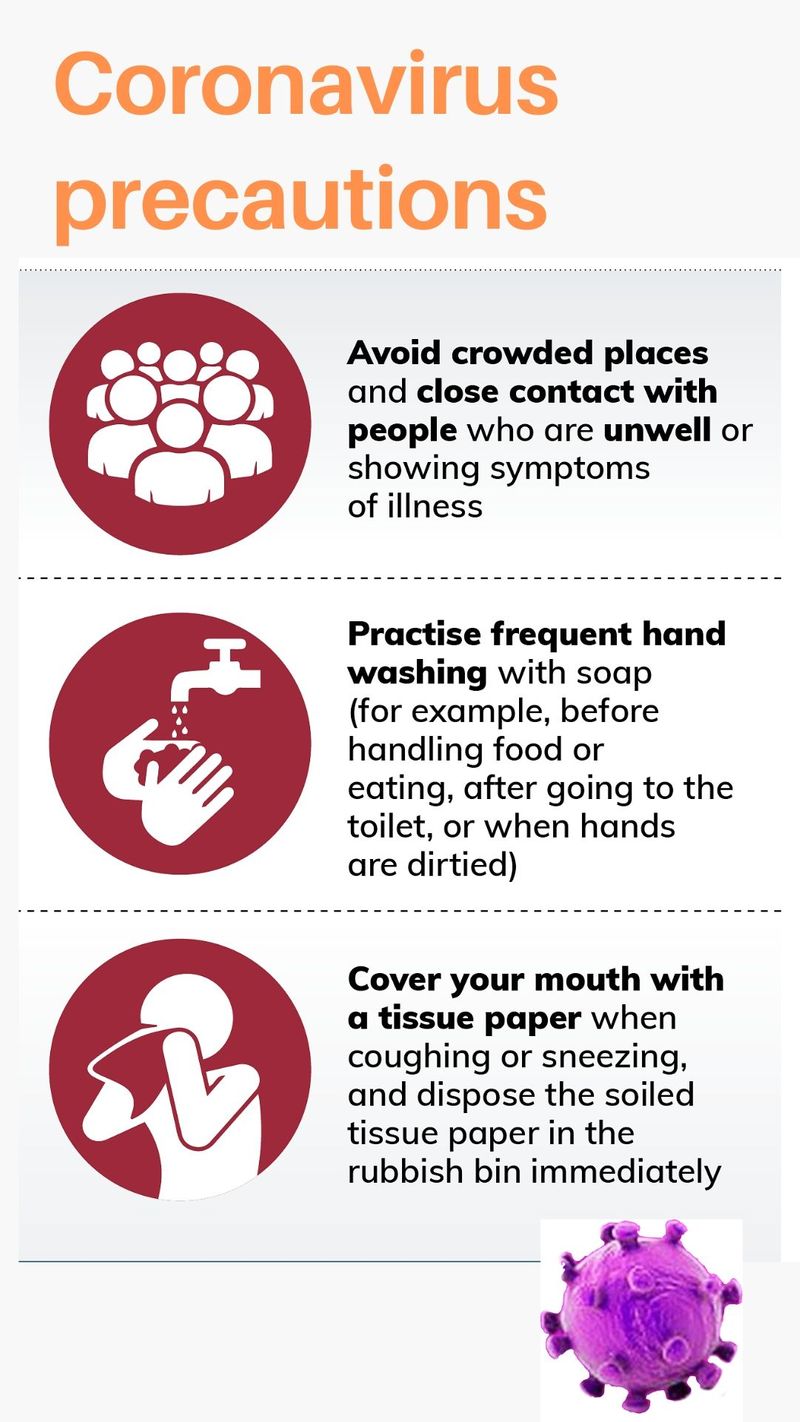 Coronavirus
precautions
Avoid crowded places
and close contact with
people who are unwell or
showing symptoms
of illness
Practise frequent hand
washing with soap
(for example, before
handling food or
eating, after going to the
toilet, or when hands
are dirtied)
Cover your mouth with
a tissue paper when
coughing or sneezing,
and dispose the soiled
tissue paper in the
rubbish bin immediately